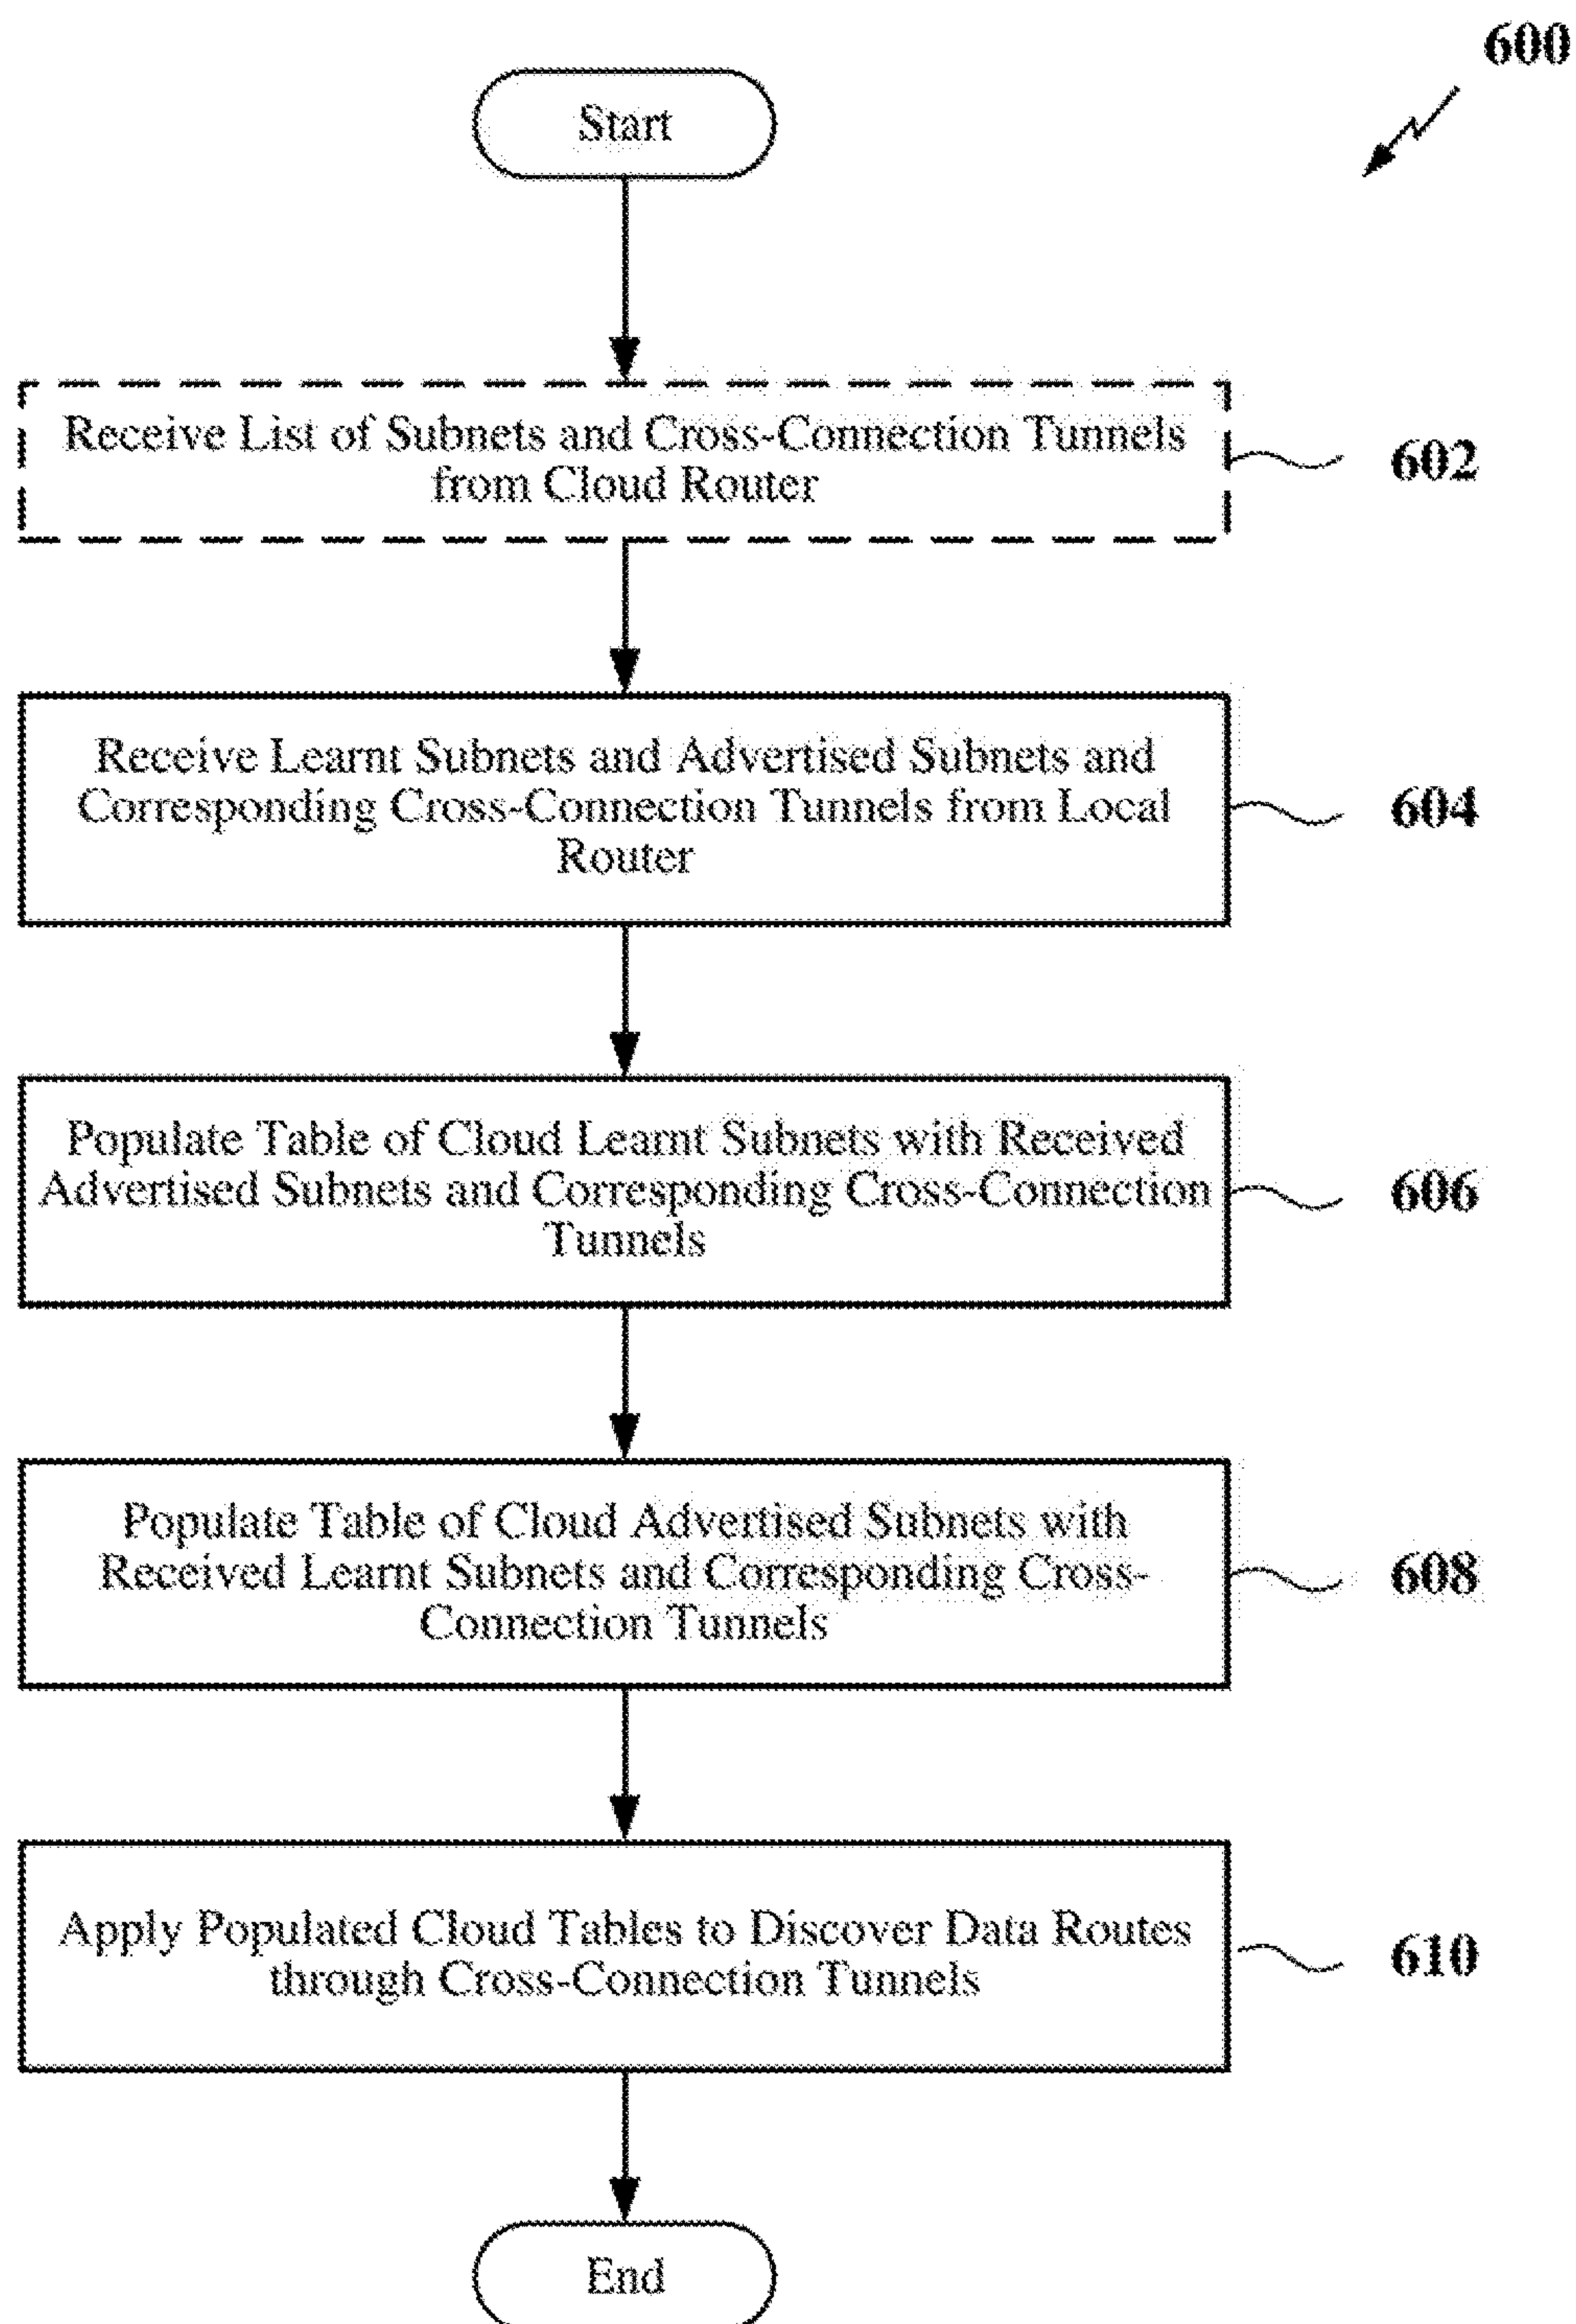 600
Start
Receive List of Subnets and Cross-Connection Tunnels
from Cloud Router
602
Receive Learnt Subnets and Advertised Subnets and
Corresponding Cross-Connection Tunnels from Local
Router
604
Populate Table of Cloud Learnt Subnets with Received
Advertised Subnets and Corresponding Cross-Connection
Tunnels
606
Populate Table of Cloud Advertised Subnets with
Received Learnt Subnets and Corresponding Cross-
Connection Tunnels
608
Apply Populated Cloud Tables to Discover Data Routes
through Cross-Connection Tunnels
610
End